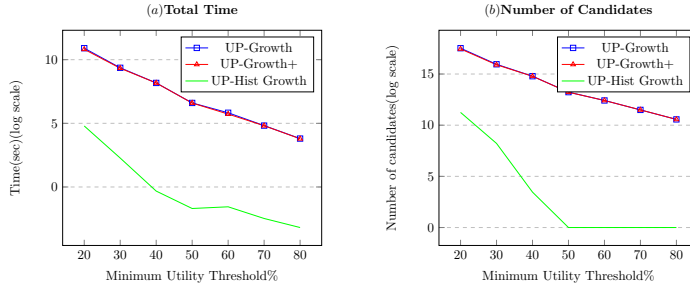 (a)Total Time
10
5
0
Time(sec)(log scale)
UP-Growth
UP-Growth+
UP-Hist Growth
20 30 40 50 60 70 80
Minimum Utility Threshold%
(b)Number of Candidates
15
10
5
0
Number of candidates(log scale)
UP-Growth
UP-Growth+
UP-Hist Growth
20 30 40 50 60 70 80
Minimum Utility Threshold%